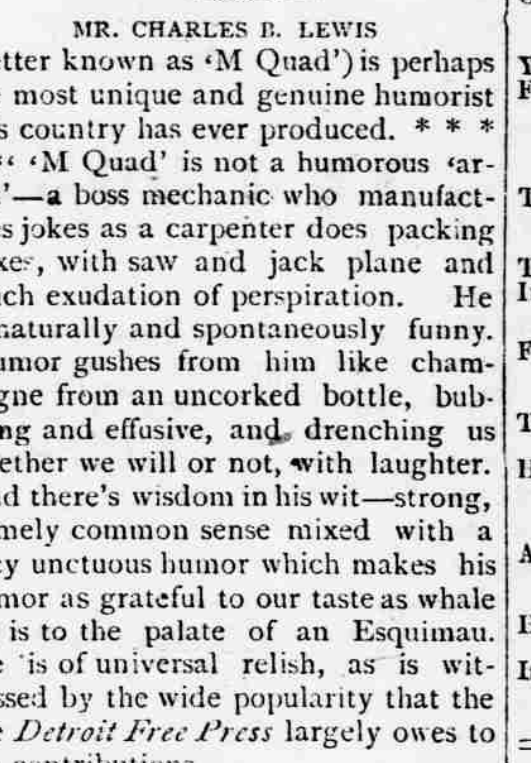 MR. CHARLES B. LEWIS
etter known as ‘M Quad’) is perhaps
most unique and genuine humorist
s country has ever produced. * * *
“ ‘M Quad’ is not a humorous ‘ar-
’—a boss mechanic who manufact-
s jokes as a carpenter does packing
xes, with saw and jack plane and
ch exudation of perspiration. He
naturally and spontaneously funny.
umor gushes from him like cham-
gne from an uncorked bottle, bub-
ng and effusive, and drenching us
ether we will or not, with laughter.
d there's wisdom in his wit—strong,
mely common sense mixed with a
y unctuous humor which makes his
mor as grateful to our taste as whale
is to the palate of an Esquimau.
e is of universal relish, as is wit-
ssed by the wide popularity that the
e Detroit Free Press largely owes to
contributions